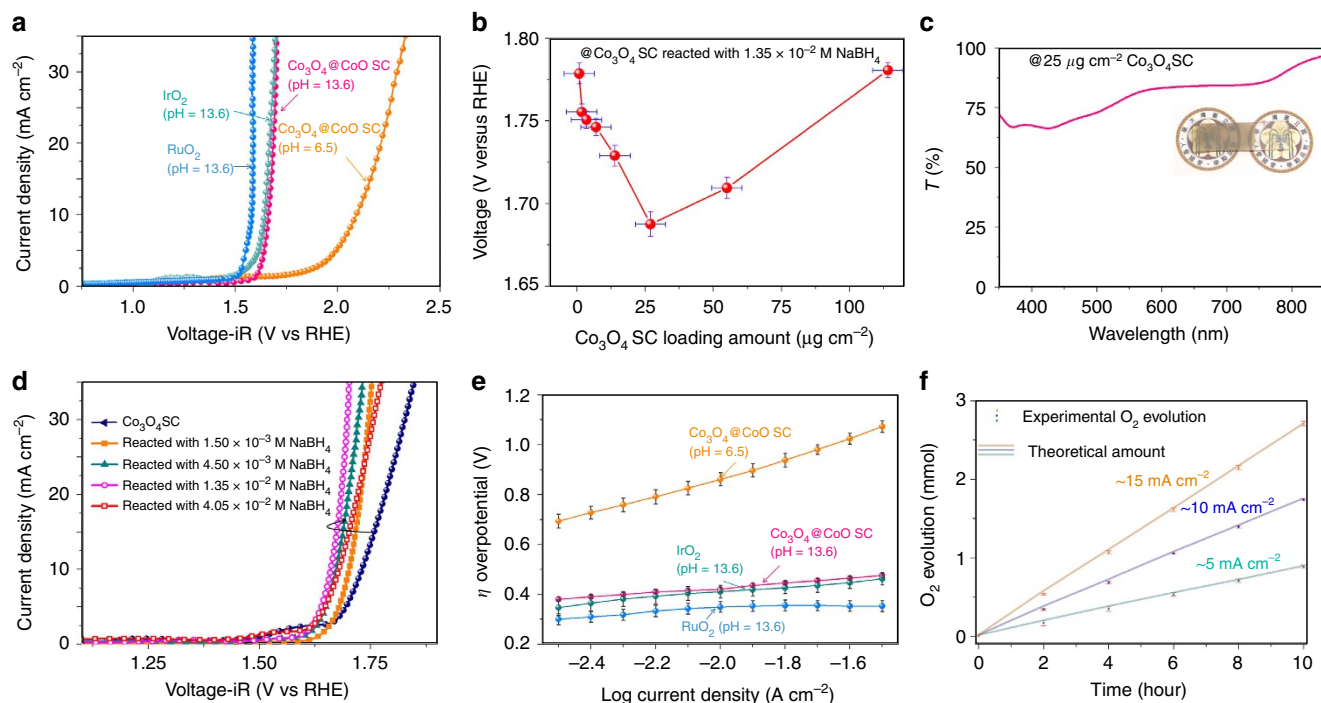 a
Current density (mA cm⁻²)
35
30
25
20
15
10
5
0
1.0
1.5
2.0
2.5
Voltage-iR (V vs RHE)
IrO₂
(pH = 13.6)
RuO₂
(pH = 13.6)
Co₃O₄@CoO SC
(pH = 13.6)
Co₃O₄@CoO SC
(pH = 6.5)
b
Voltage (V versus RHE)
1.80
1.75
1.70
1.65
@Co₃O₄ SC reacted with 1.35 × 10⁻² M NaBH₄
0
25
50
75
100
Co₃O₄ SC loading amount (μg cm⁻²)
c
T (%)
100
75
50
25
0
@25 μg cm⁻² Co₃O₄SC
400
500
600
700
800
Wavelength (nm)
d
Current density (mA cm⁻²)
35
30
25
20
15
10
5
0
Co₃O₄SC
Reacted with 1.50 × 10⁻³ M NaBH₄
Reacted with 4.50 × 10⁻³ M NaBH₄
Reacted with 1.35 × 10⁻² M NaBH₄
Reacted with 4.05 × 10⁻² M NaBH₄
1.25
1.50
1.75
Voltage-iR (V vs RHE)
e
η overpotential (V)
1.2
1.0
0.8
0.6
0.4
0.2
Co₃O₄@CoO SC
(pH = 6.5)
IrO₂
(pH = 13.6)
Co₃O₄@CoO SC
(pH = 13.6)
RuO₂ (pH = 13.6)
−2.4
−2.2
−2.0
−1.8
−1.6
Log current density (A cm⁻²)
f
O₂ evolution (mmol)
3
2
1
0
Experimental O₂ evolution
Theoretical amount
~15 mA cm⁻²
~10 mA cm⁻²
~5 mA cm⁻²
0
2
4
6
8
10
Time (hour)